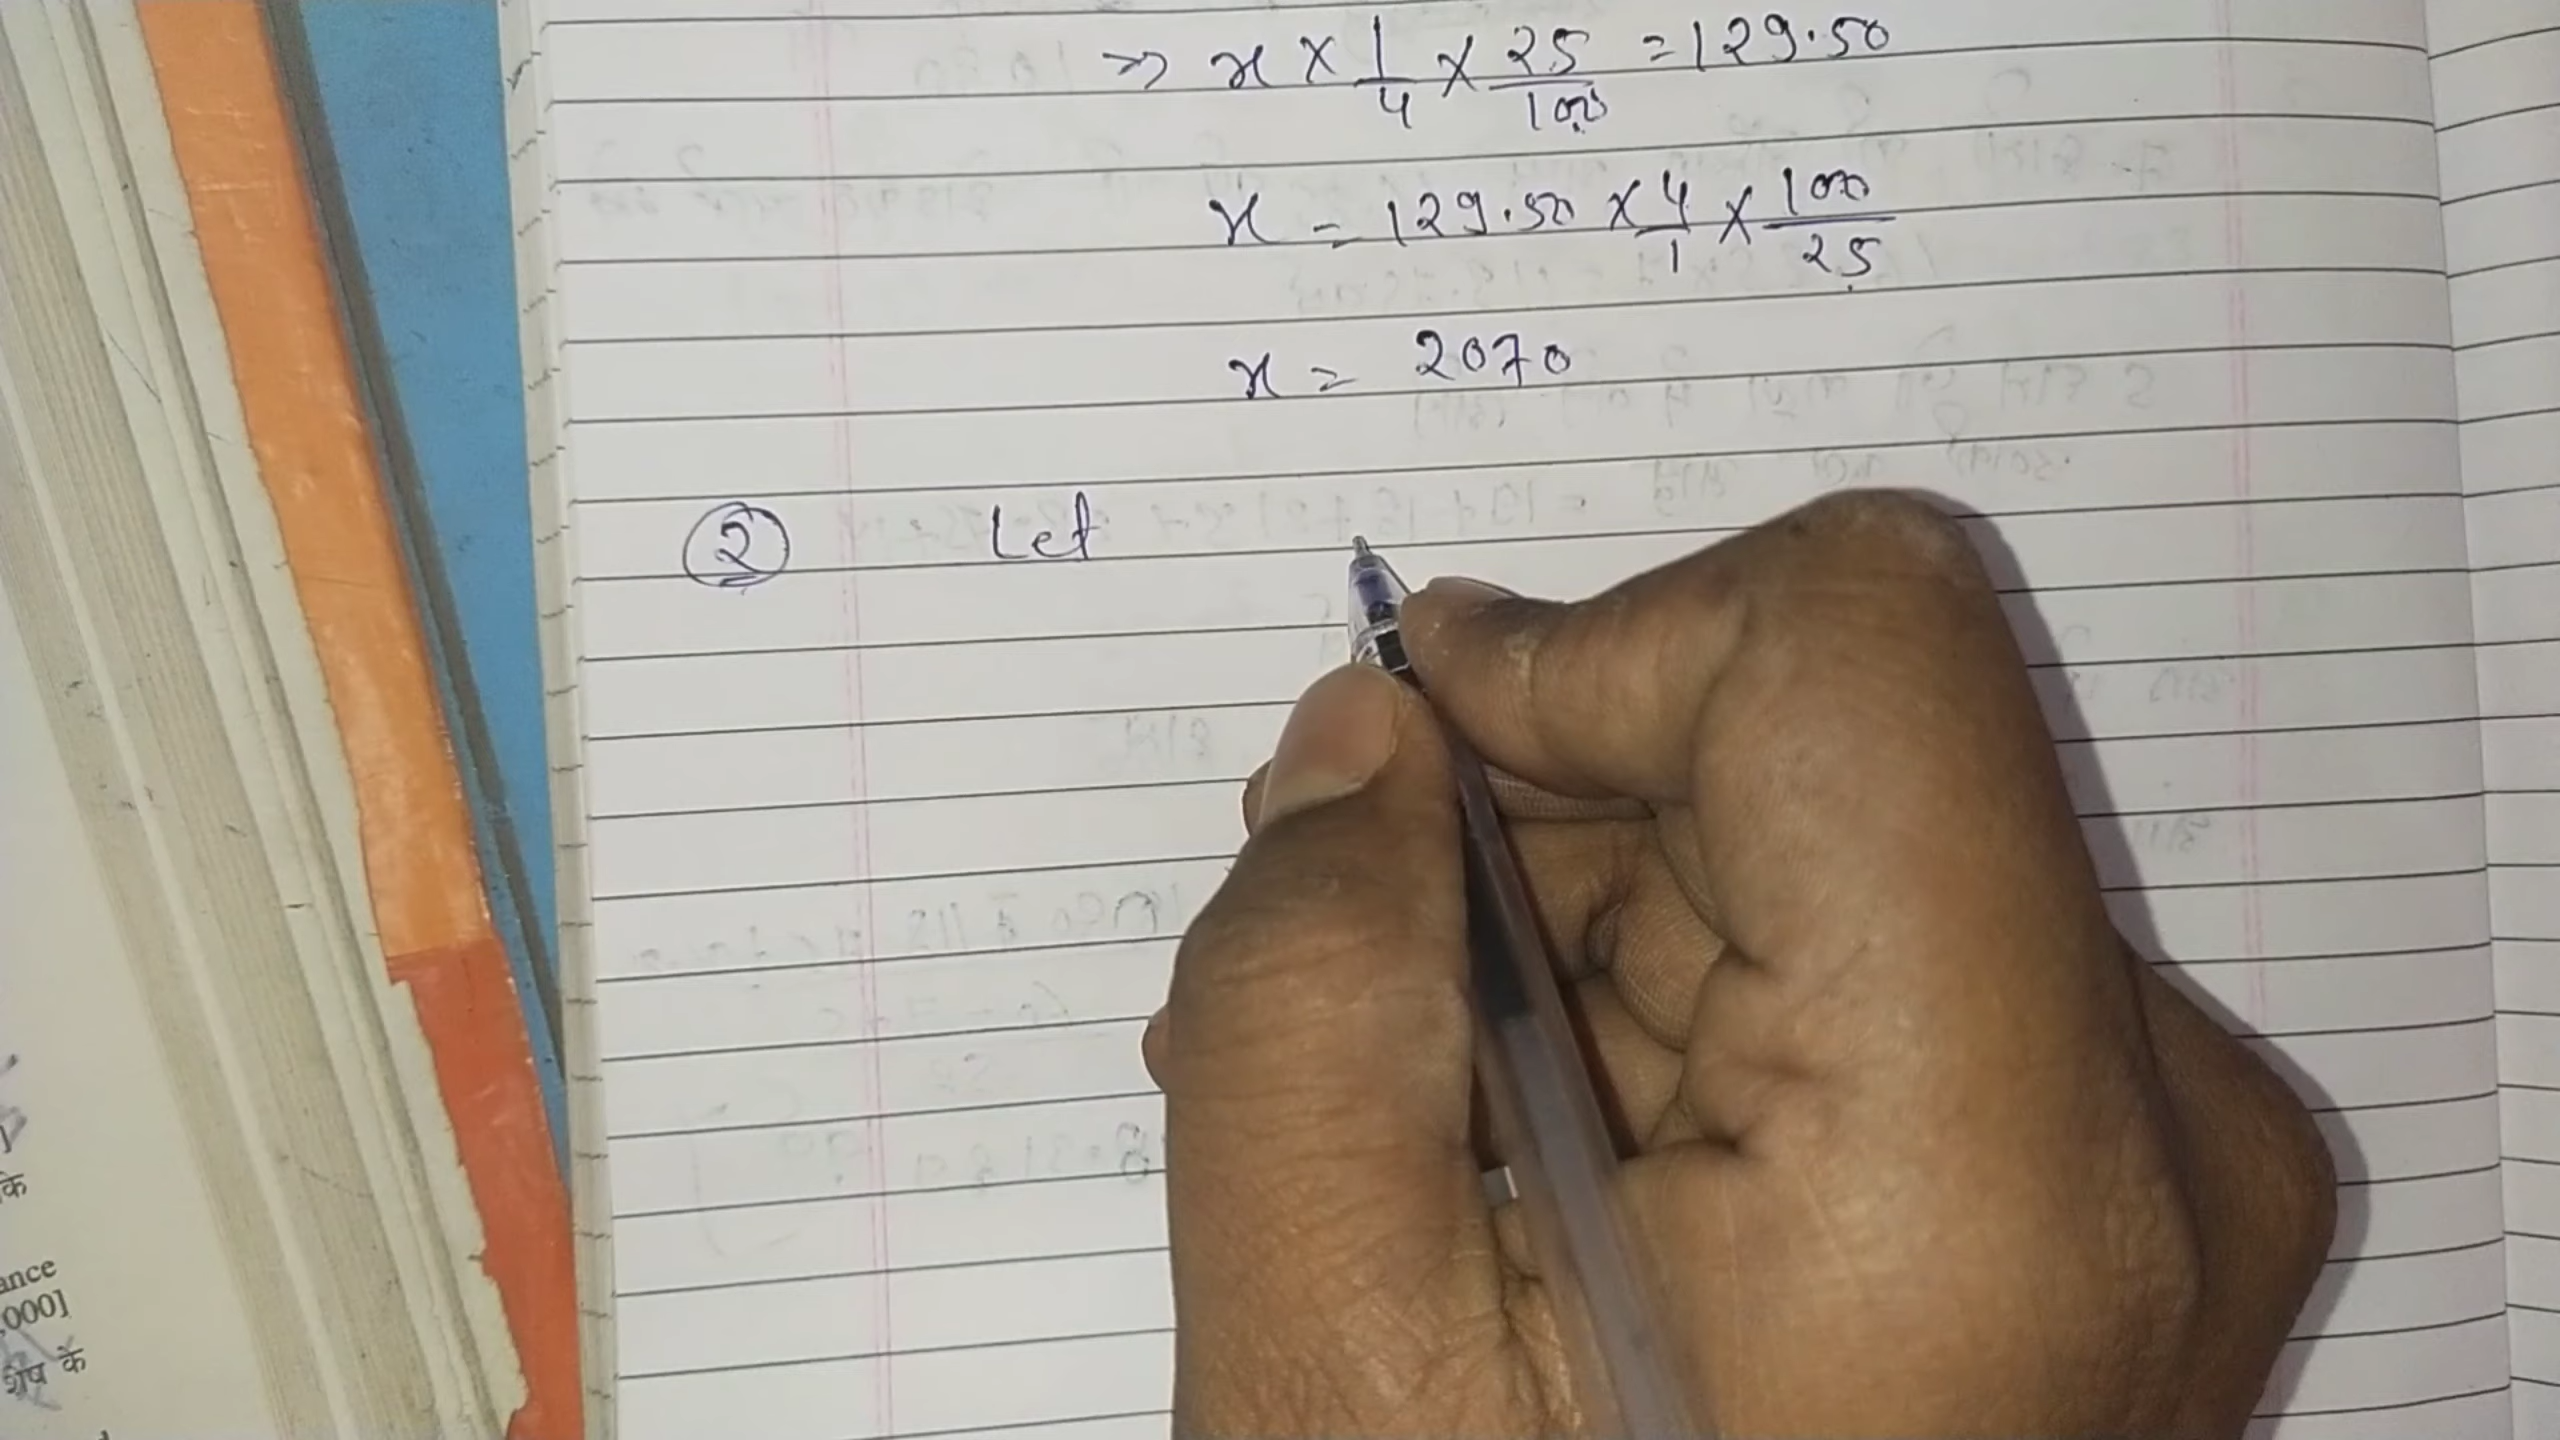 ⇒ x × 1/4 × 25/100 = 129.50
x = 129.50 × 4/1 × 100/25
x = 2070
② Let
कि
ance
,000]
शेष के